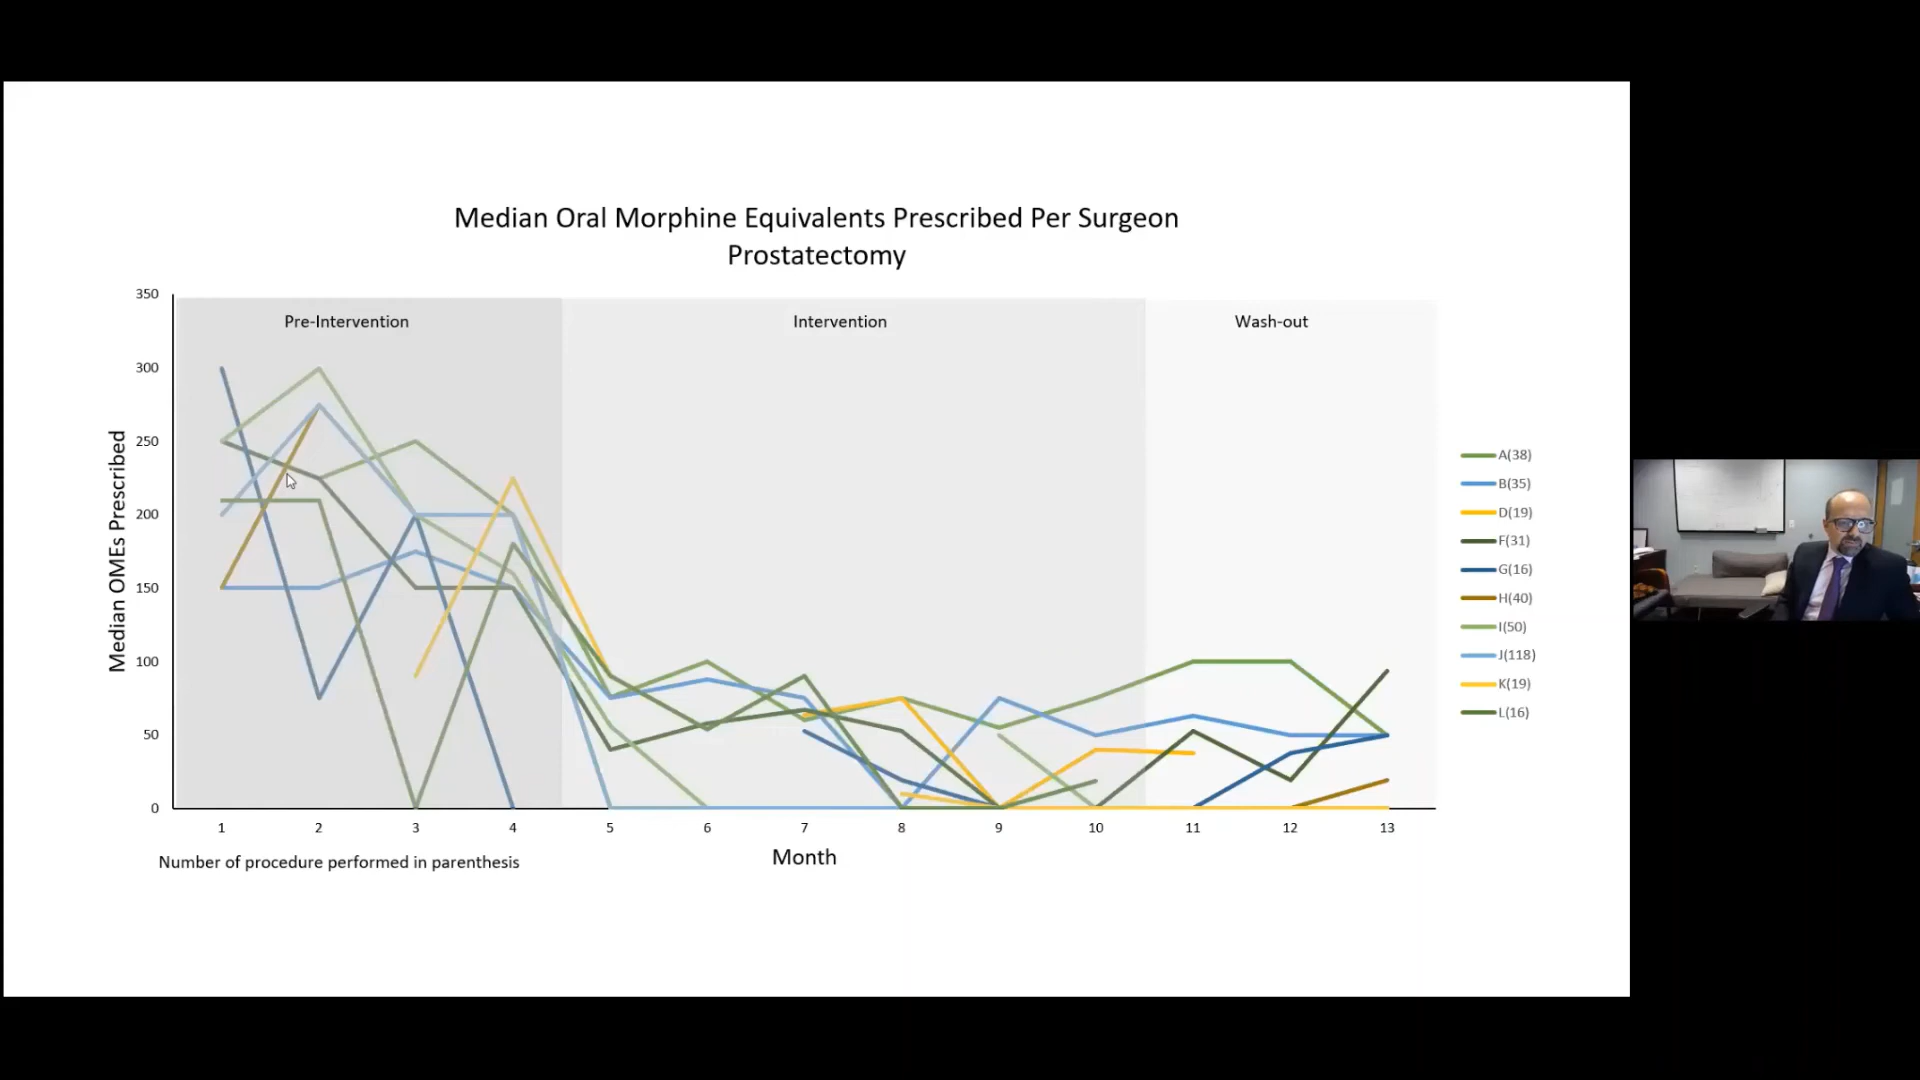 Median Oral Morphine Equivalents Prescribed Per Surgeon
Prostatectomy
Median OMEs Prescribed
350
300
250
200
150
100
50
0
Pre-Intervention
Intervention
Wash-out
A(38)
B(35)
D(19)
F(31)
G(16)
H(40)
I(50)
J(118)
K(19)
L(16)
1 2 3 4 5 6 7 8 9 10 11 12 13
Month
Number of procedure performed in parenthesis